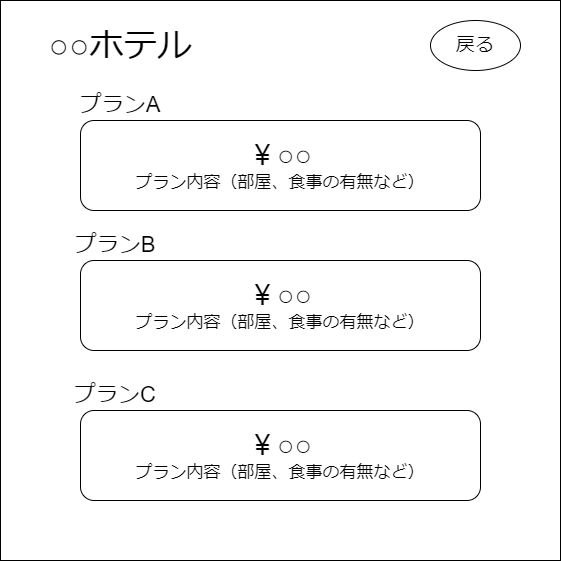 ○○ホテル
戻る
プランA
¥ ○○
プラン内容（部屋、食事の有無など）
プランB
¥ ○○
プラン内容（部屋、食事の有無など）
プランC
¥ ○○
プラン内容（部屋、食事の有無など）